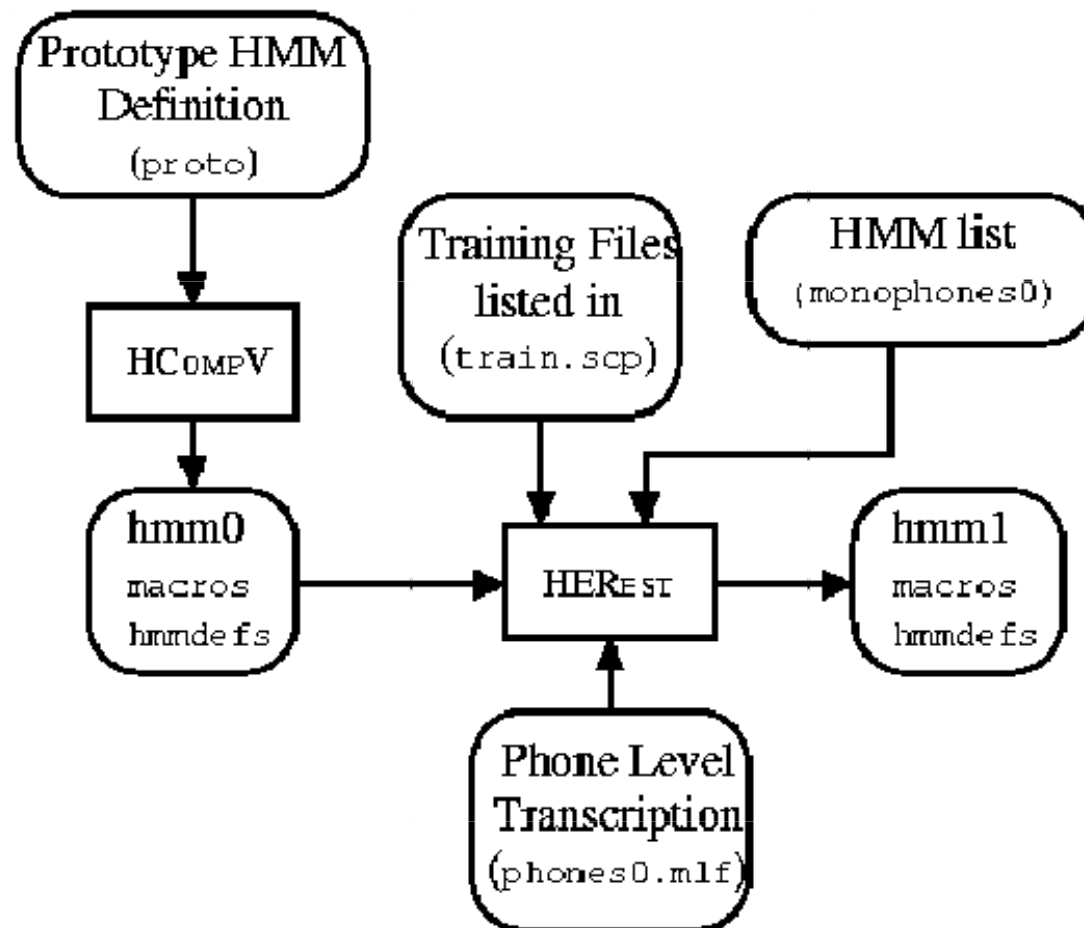 Prototype HMM
Definition
(proto)
Training Files
listed in
(train.scp)
HMM list
(monophones0)
HCOMPV
hmm0
macros
hmmdefs
HEREST
hmm1
macros
hmmdefs
Phone Level
Transcription
(phones0.mlf)